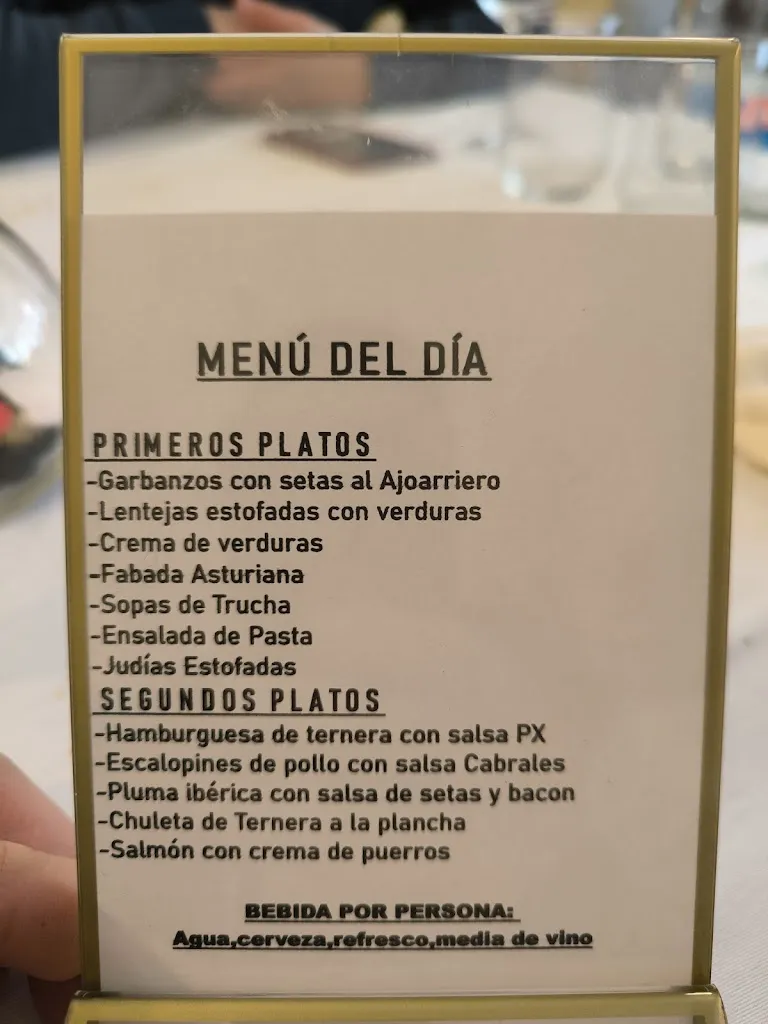 MENÚ DEL DÍA
PRIMEROS PLATOS
-Garbanzos con setas al Ajoarriero
-Lentejas estofadas con verduras
-Crema de verduras
-Fabada Asturiana
-Sopas de Trucha
-Ensalada de Pasta
-Judías Estofadas
SEGUNDOS PLATOS
-Hamburguesa de ternera con salsa PX
-Escalopines de pollo con salsa Cabrales
-Pluma ibérica con salsa de setas y bacon
-Chuleta de Ternera a la plancha
-Salmón con crema de puerros
BEBIDA POR PERSONA:
Agua,cerveza,refresco,media de vino